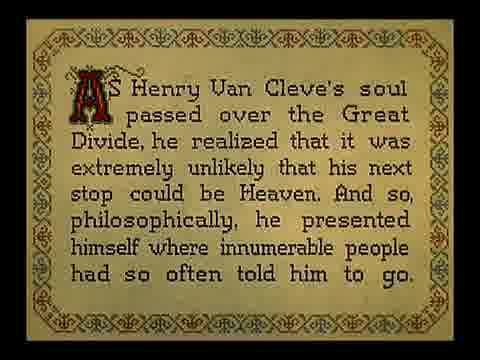 As Henry Van Cleve's soul
passed over the Great
Divide, he realized that it was
extremely unlikely that his next
stop could be Heaven. And so,
philosophically, he presented
himself where innumerable people
had so often told him to go.